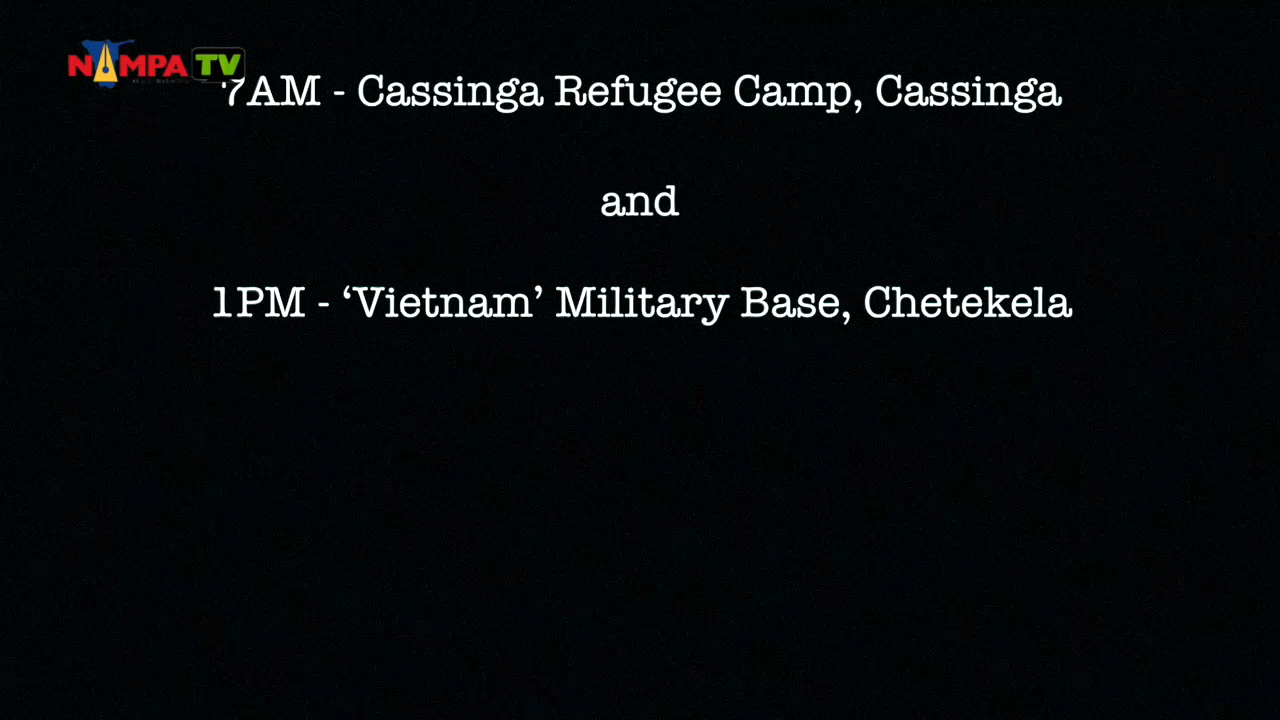 NAMPA TV
7AM - Cassinga Refugee Camp, Cassinga
and
1PM - ‘Vietnam’ Military Base, Chetekela